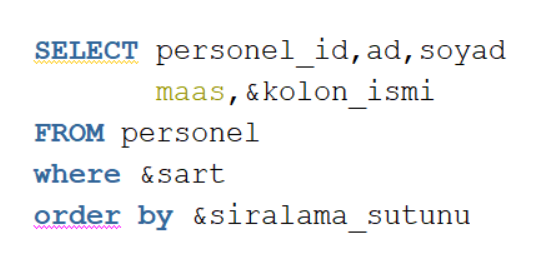 SELECT personel_id,ad,soyad
maas,&kolon_ismi
FROM personel
where &sart
order by &siralama_sutunu